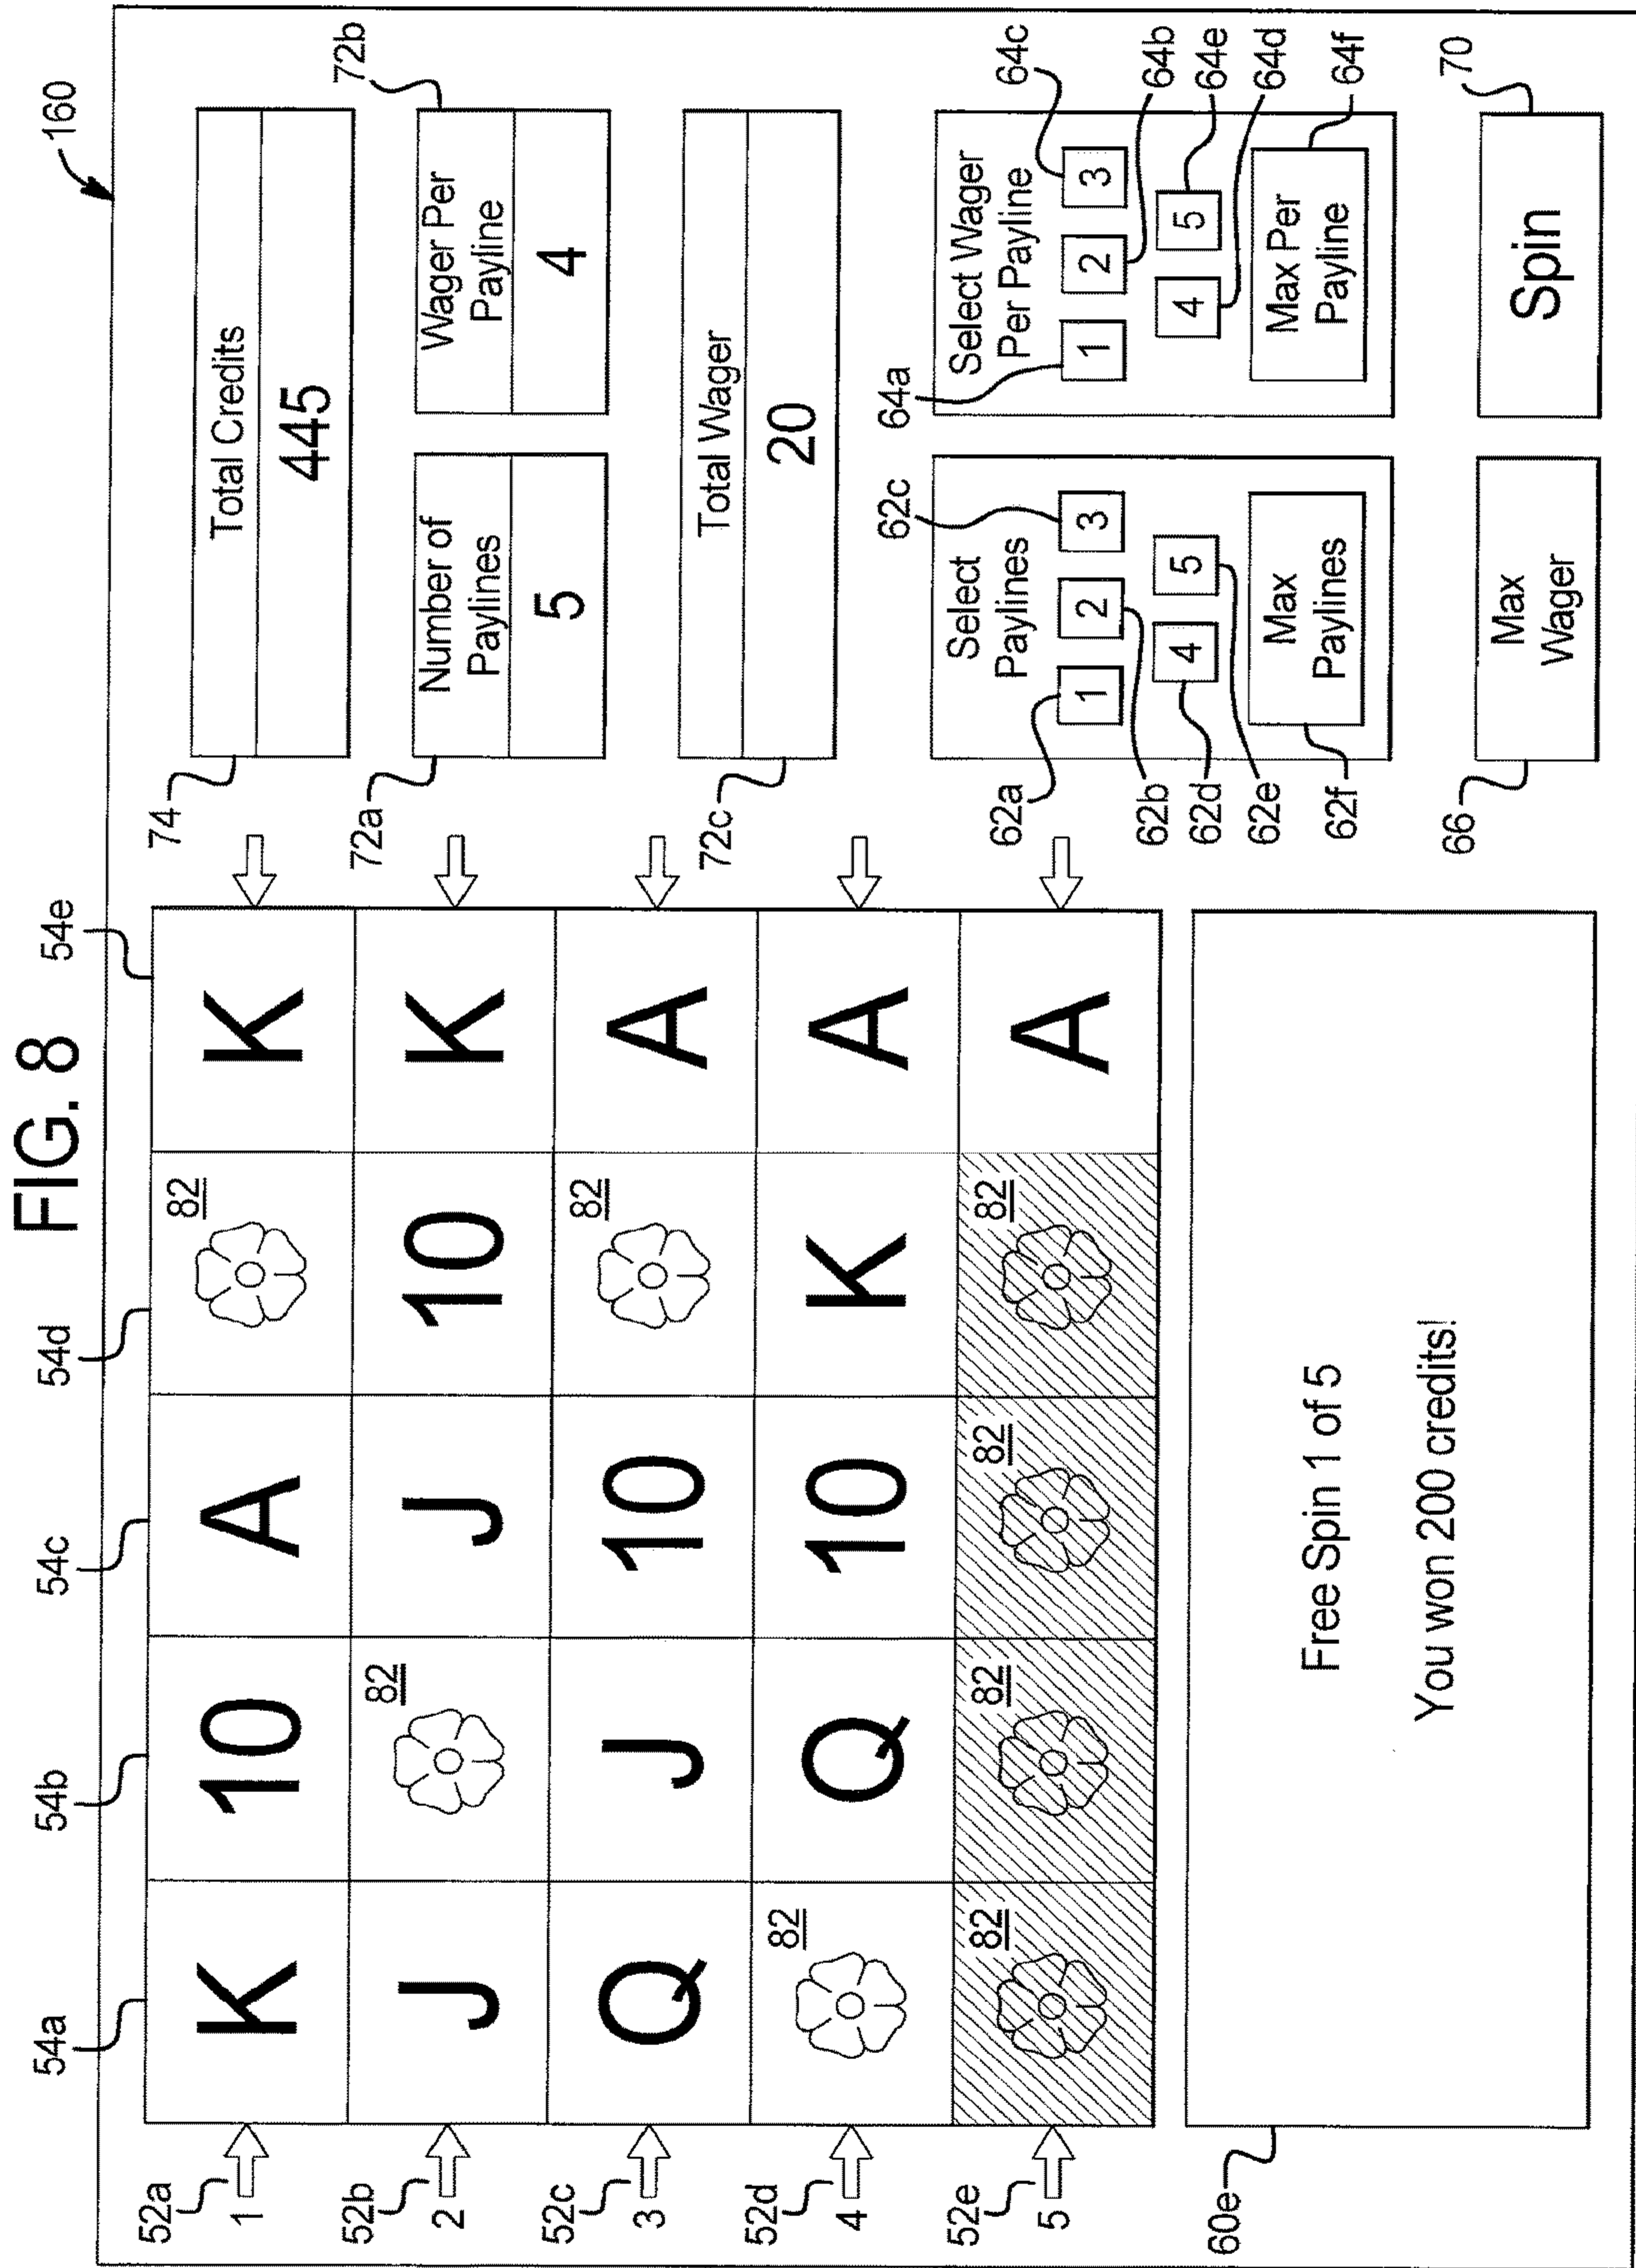 FIG. 8
160
54a
54b
54c
54d
54e
52a
1
K
10
A
82
K
52b
2
J
82
J
10
K
52c
3
Q
J
10
82
A
52d
4
82
Q
10
K
A
52e
5
82
82
82
82
A
60e
Free Spin 1 of 5
You won 200 credits!
74
Total Credits
445
72a
Number of
Paylines
5
72b
Wager Per
Payline
4
72c
Total Wager
20
Select
Paylines
1
2
3
4
5
Max
Paylines
62a
62b
62c
62d
62e
62f
Select Wager
Per Payline
1
2
3
4
5
Max Per
Payline
64a
64c
64b
64e
64d
64f
66
Max
Wager
Spin
70